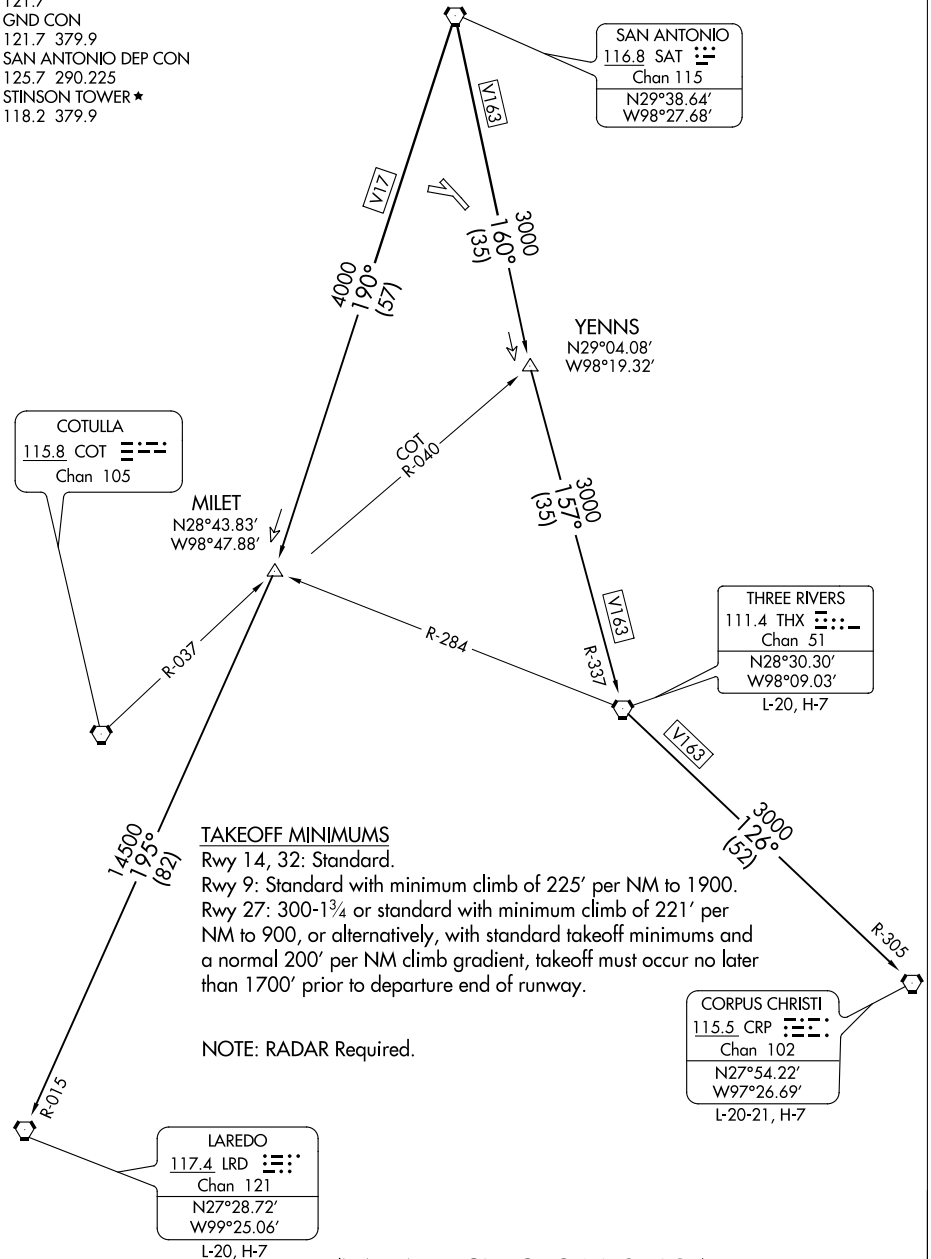 GND CON
121.7 379.9
SAN ANTONIO DEP CON
125.7 290.225
STINSON TOWER★
118.2 379.9
SAN ANTONIO
116.8 SAT
Chan 115
N29°38.64′
W98°27.68′
V163
V17
3000
160°
(35)
4000
190°
(57)
YENNS
N29°04.08′
W98°19.32′
COTULLA
115.8 COT
Chan 105
COT
R-040
MILET
N28°43.83′
W98°47.88′
3000
157°
(35)
V163
R-037
R-284
R-337
THREE RIVERS
111.4 THX
Chan 51
N28°30.30′
W98°09.03′
L-20, H-7
V163
3000
126°
(52)
14500
195°
(82)
TAKEOFF MINIMUMS
Rwy 14, 32: Standard.
Rwy 9: Standard with minimum climb of 225′ per NM to 1900.
Rwy 27: 300-1¾ or standard with minimum climb of 221′ per
NM to 900, or alternatively, with standard takeoff minimums and
a normal 200′ per NM climb gradient, takeoff must occur no later
than 1700′ prior to departure end of runway.
NOTE: RADAR Required.
R-305
CORPUS CHRISTI
115.5 CRP
Chan 102
N27°54.22′
W97°26.69′
L-20-21, H-7
R-015
LAREDO
117.4 LRD
Chan 121
N27°28.72′
W99°25.06′
L-20, H-7